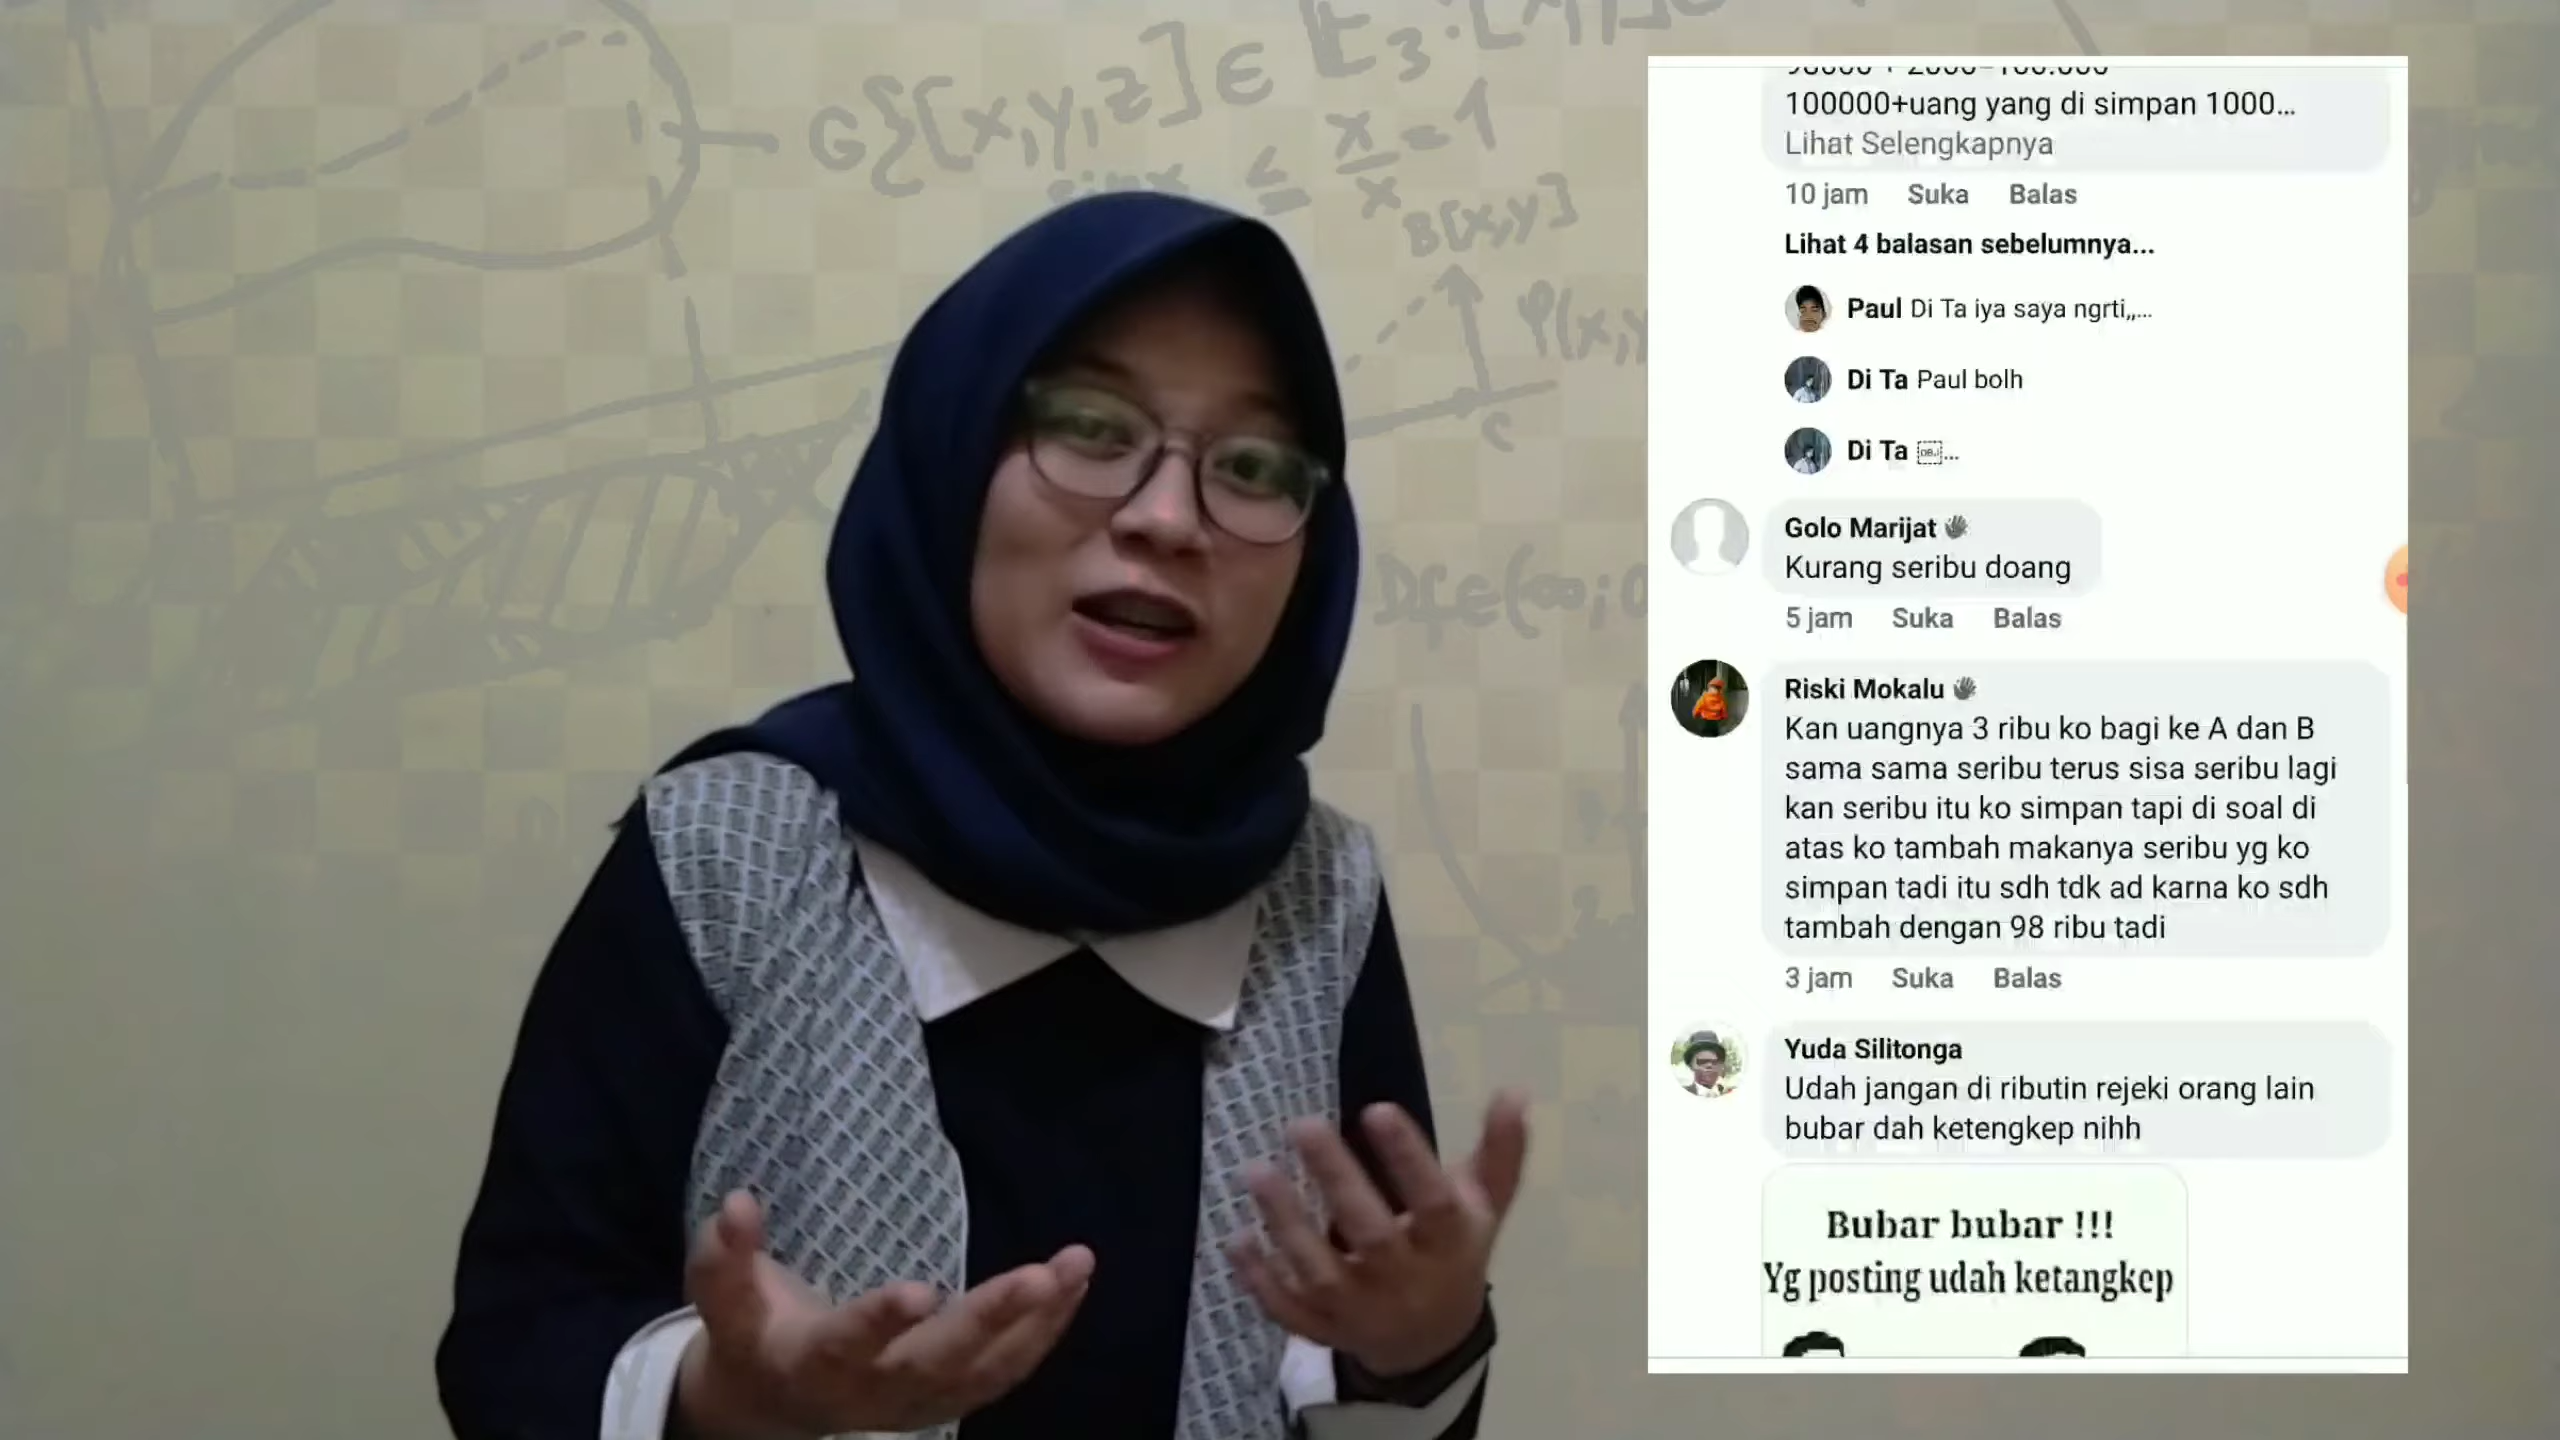 G{[x,y,z]∈E₃:[x,y]∈
sinx ≤ x/x = 1
B[x,y]
φ(x,y
c
D∫∈(∞;0
100000+uang yang di simpan 1000...
Lihat Selengkapnya
10 jam Suka Balas
Lihat 4 balasan sebelumnya...
Paul Di Ta iya saya ngrti,,...
Di Ta Paul bolh
Di Ta OBJ...
Golo Marijat 👋
Kurang seribu doang
5 jam Suka Balas
Riski Mokalu 👋
Kan uangnya 3 ribu ko bagi ke A dan B
sama sama seribu terus sisa seribu lagi
kan seribu itu ko simpan tapi di soal di
atas ko tambah makanya seribu yg ko
simpan tadi itu sdh tdk ad karna ko sdh
tambah dengan 98 ribu tadi
3 jam Suka Balas
Yuda Silitonga
Udah jangan di ributin rejeki orang lain
bubar dah ketengkep nihh
Bubar bubar !!!
Yg posting udah ketangkep